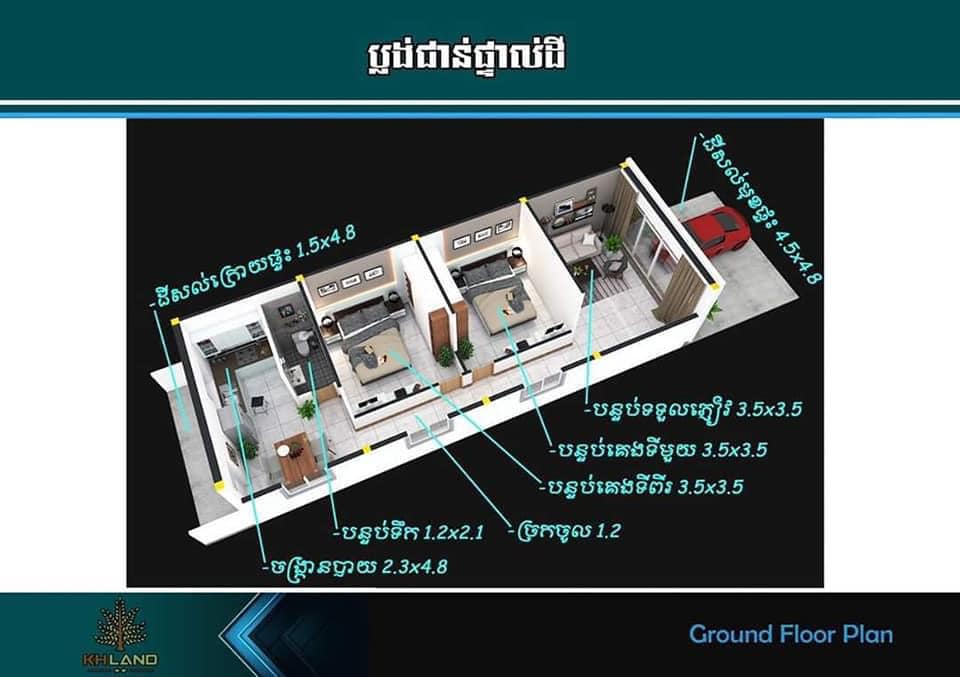 ប្លង់ជាន់ផ្ទាល់ដី
-ដីសល់មុខផ្ទះ 4.5x4.8
-ដីសល់ក្រោយផ្ទះ 1.5x4.8
-បន្ទប់ទទួលភ្ញៀវ 3.5x3.5
-បន្ទប់គេងទីមួយ 3.5x3.5
-បន្ទប់គេងទីពីរ 3.5x3.5
-បន្ទប់ទឹក 1.2x2.1
-ច្រកចូល 1.2
-ចង្ក្រានបាយ 2.3x4.8
KHLAND
Ground Floor Plan